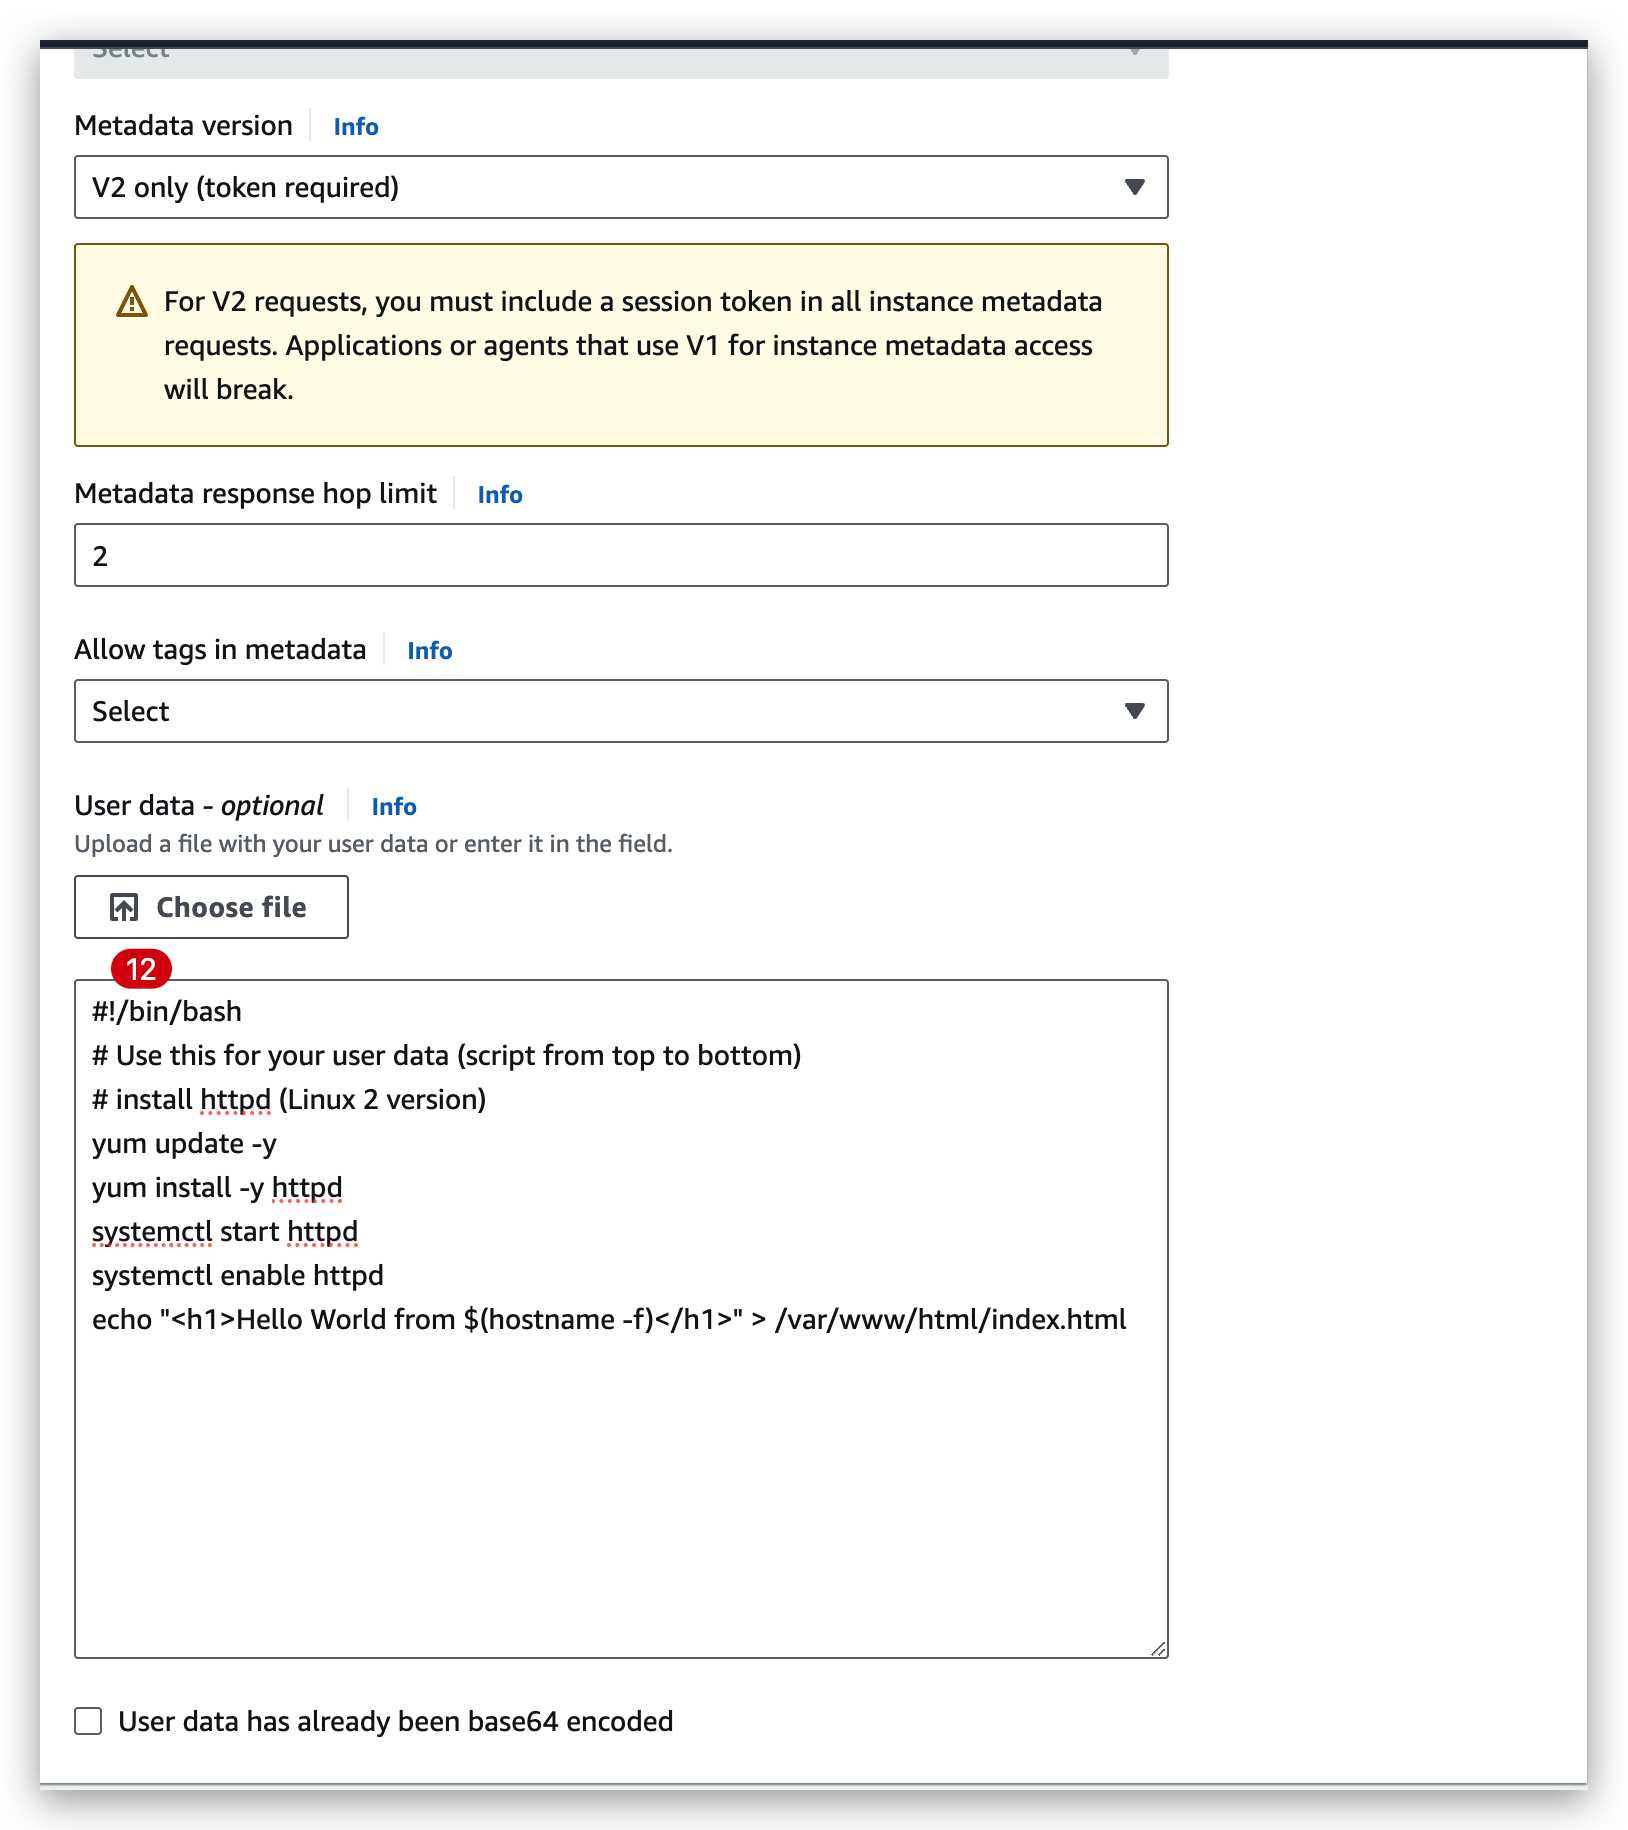 Select
Metadata version Info
V2 only (token required)
For V2 requests, you must include a session token in all instance metadata
requests. Applications or agents that use V1 for instance metadata access
will break.
Metadata response hop limit Info
2
Allow tags in metadata Info
Select
User data - optional Info
Upload a file with your user data or enter it in the field.
Choose file
12
#!/bin/bash
# Use this for your user data (script from top to bottom)
# install httpd (Linux 2 version)
yum update -y
yum install -y httpd
systemctl start httpd
systemctl enable httpd
echo "<h1>Hello World from $(hostname -f)</h1>" > /var/www/html/index.html
User data has already been base64 encoded